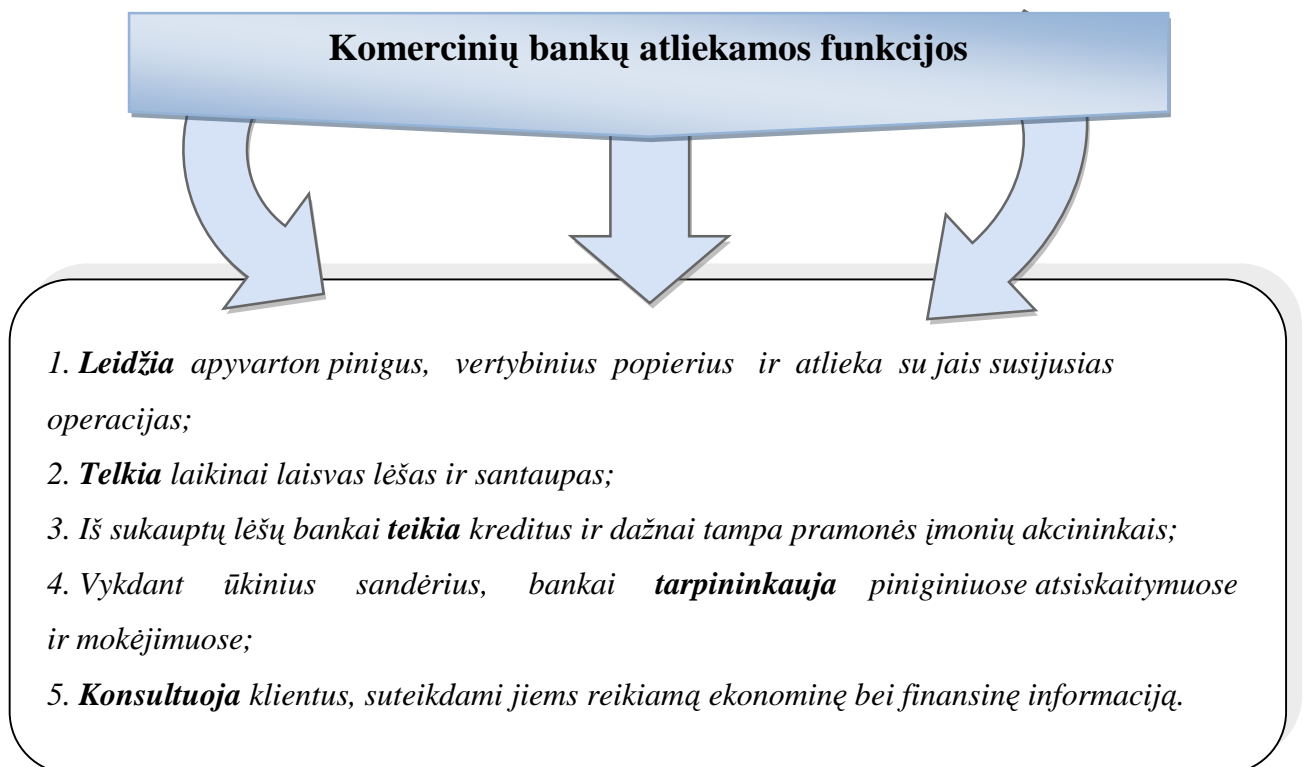 Komercinių bankų atliekamos funkcijos
1. Leidžia apyvarton pinigus, vertybinius popierius ir atlieka su jais susijusias
operacijas;
2. Telkia laikinai laisvas lėšas ir santaupas;
3. Iš sukauptų lėšų bankai teikia kreditus ir dažnai tampa pramonės įmonių akcininkais;
4. Vykdant ūkinius sandėrius, bankai tarpininkauja piniginiuose atsiskaitymuose
ir mokėjimuose;
5. Konsultuoja klientus, suteikdami jiems reikiamą ekonominę bei finansinę informaciją.